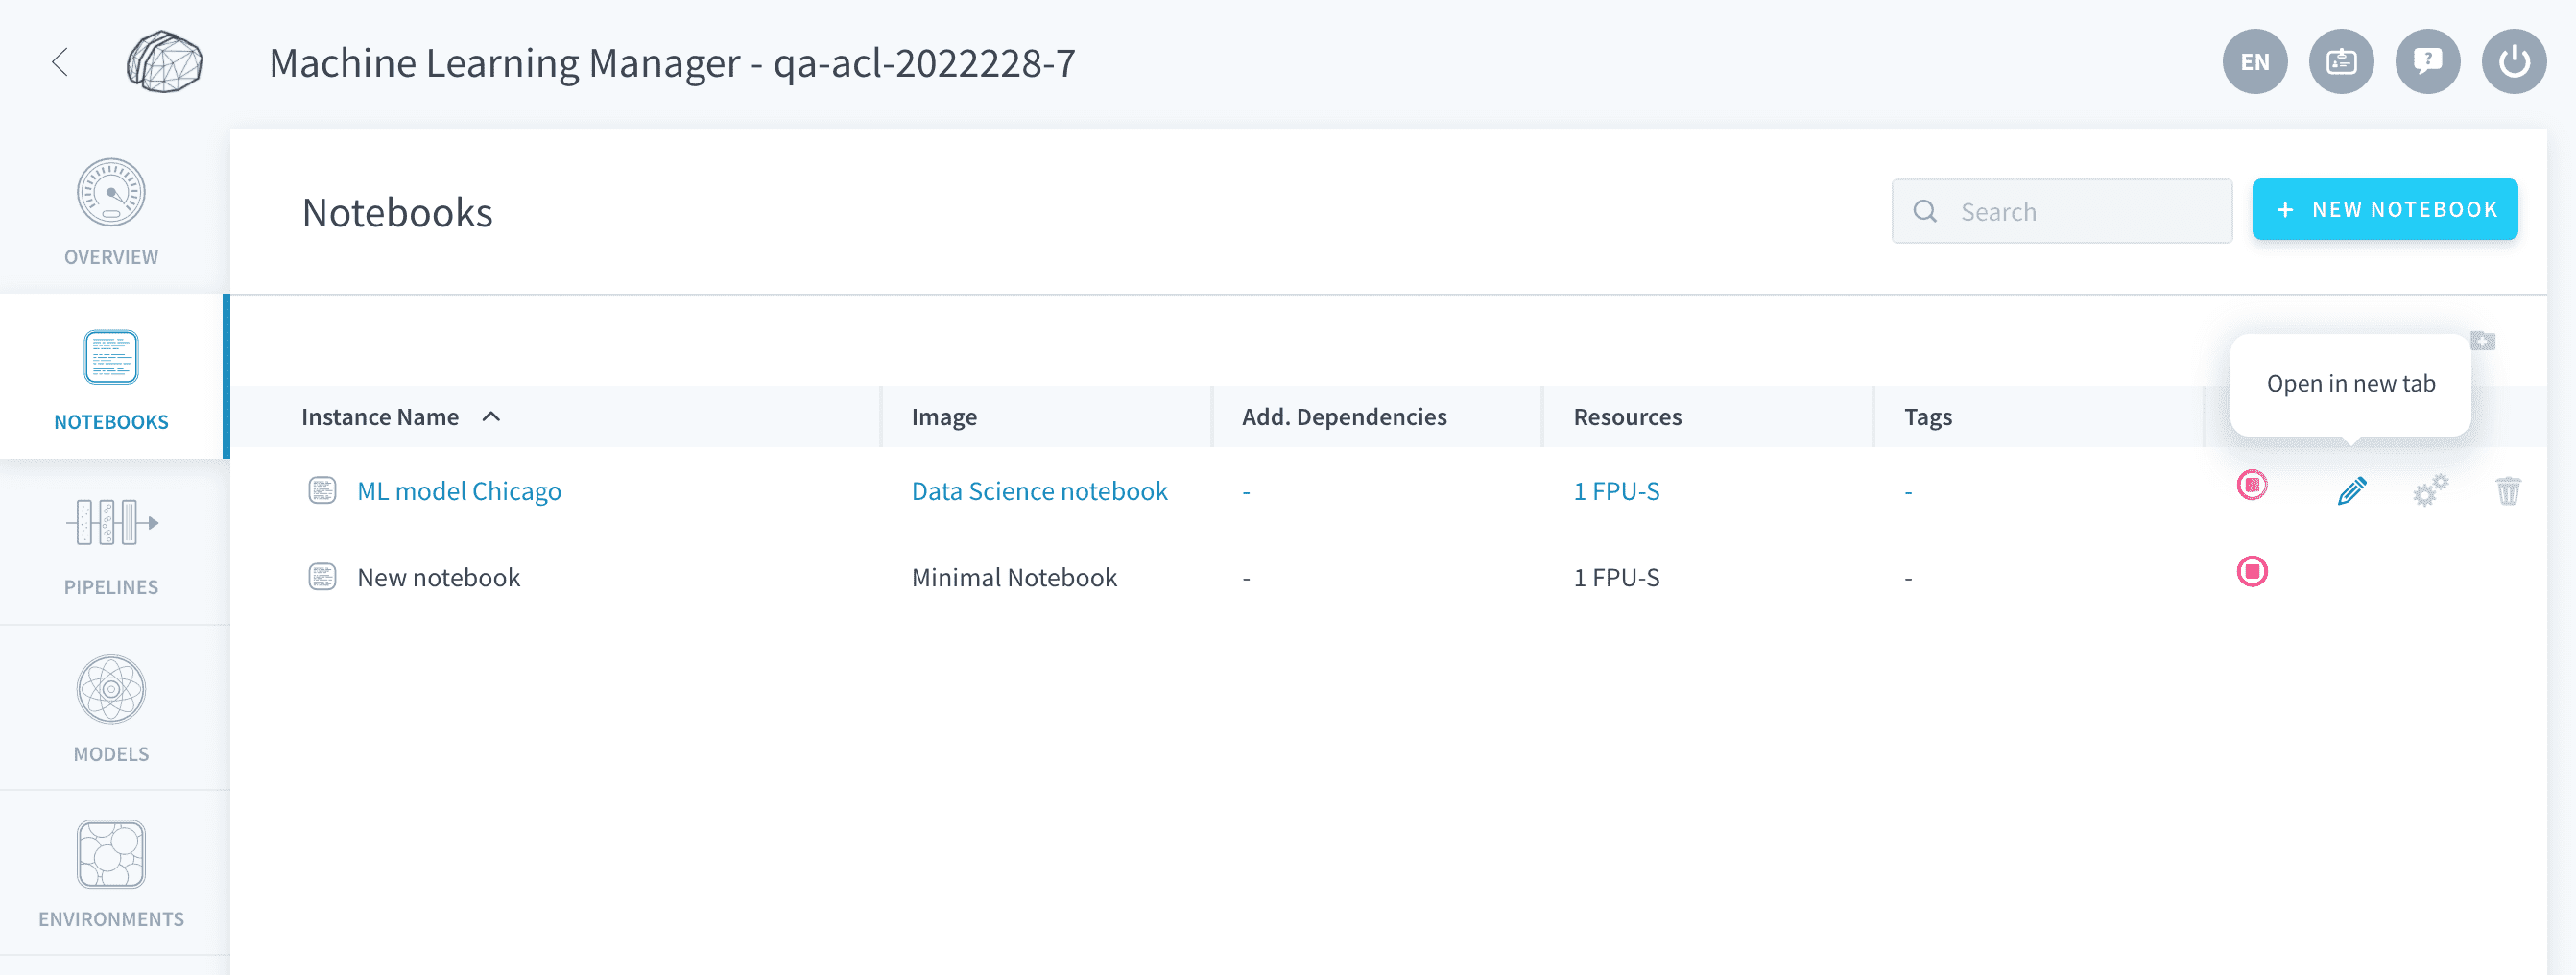 Machine Learning Manager - qa-acl-2022228-7
EN
?
OVERVIEW
NOTEBOOKS
PIPELINES
MODELS
ENVIRONMENTS
Notebooks
Search
+ NEW NOTEBOOK
Open in new tab
Instance Name Image Add. Dependencies Resources Tags
ML model Chicago Data Science notebook - 1 FPU-S -
New notebook Minimal Notebook - 1 FPU-S -